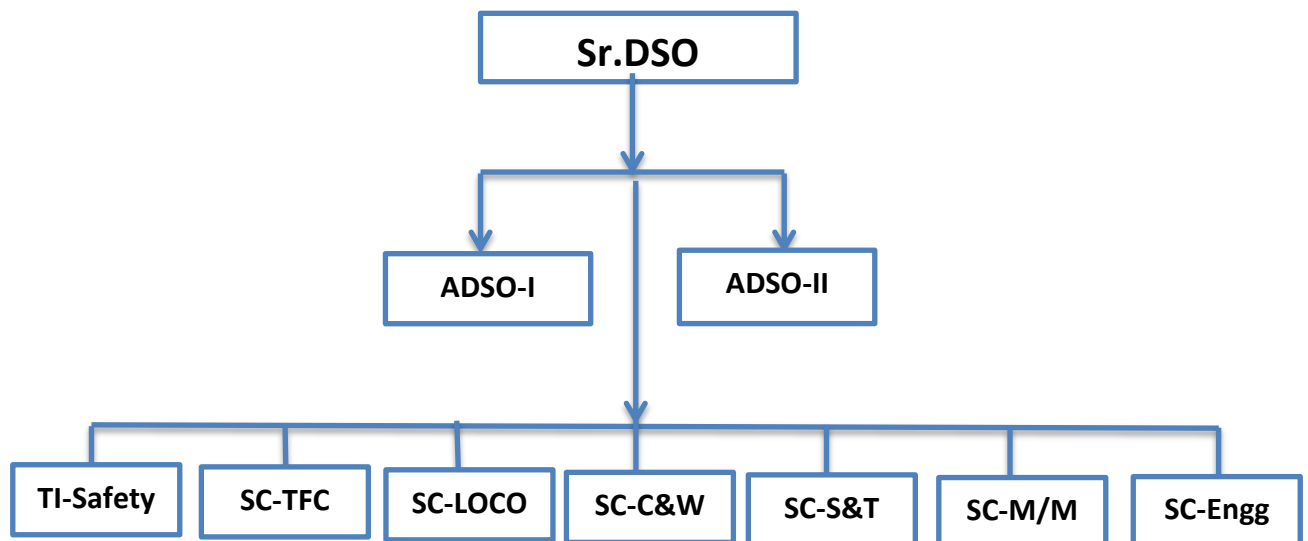 Sr.DSO
ADSO-I
ADSO-II
TI-Safety
SC-TFC
SC-LOCO
SC-C&W
SC-S&T
SC-M/M
SC-Engg